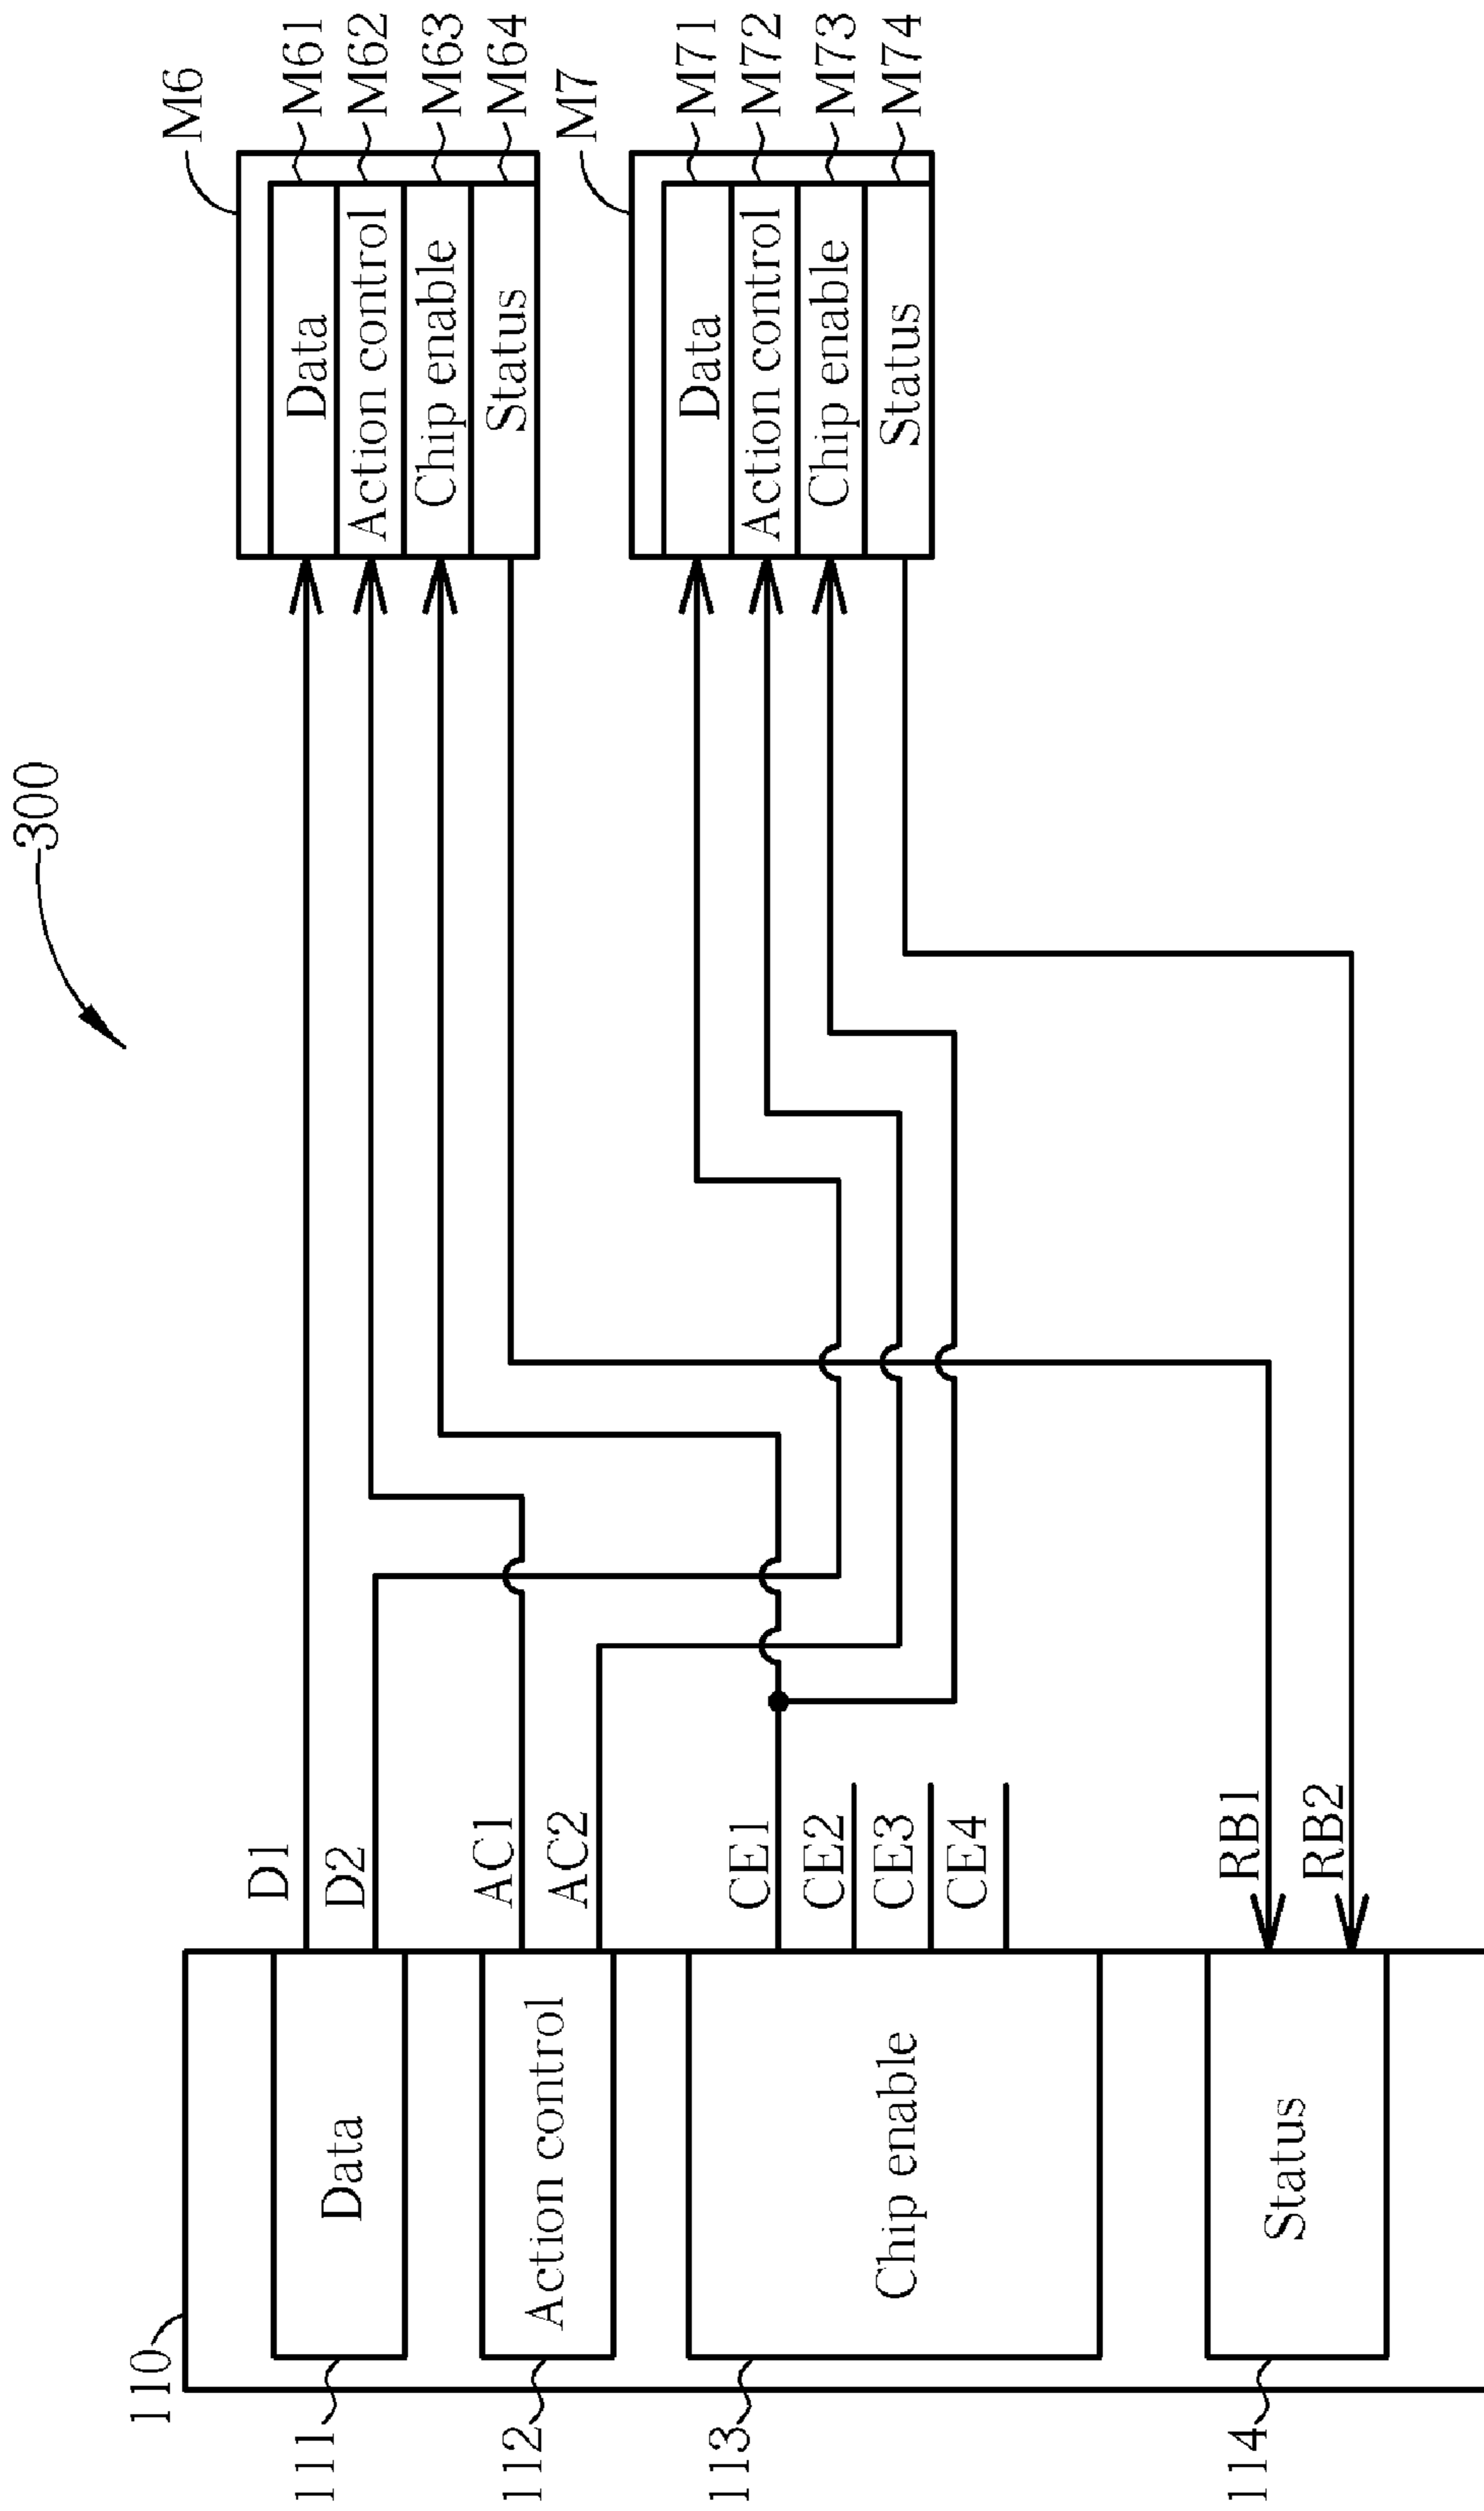 300
110
111
Data
112
Action control
113
Chip enable
114
Status
D1
D2
AC1
AC2
CE1
CE2
CE3
CE4
RB1
RB2
M6
Data
Action control
Chip enable
Status
M61
M62
M63
M64
M7
Data
Action control
Chip enable
Status
M71
M72
M73
M74